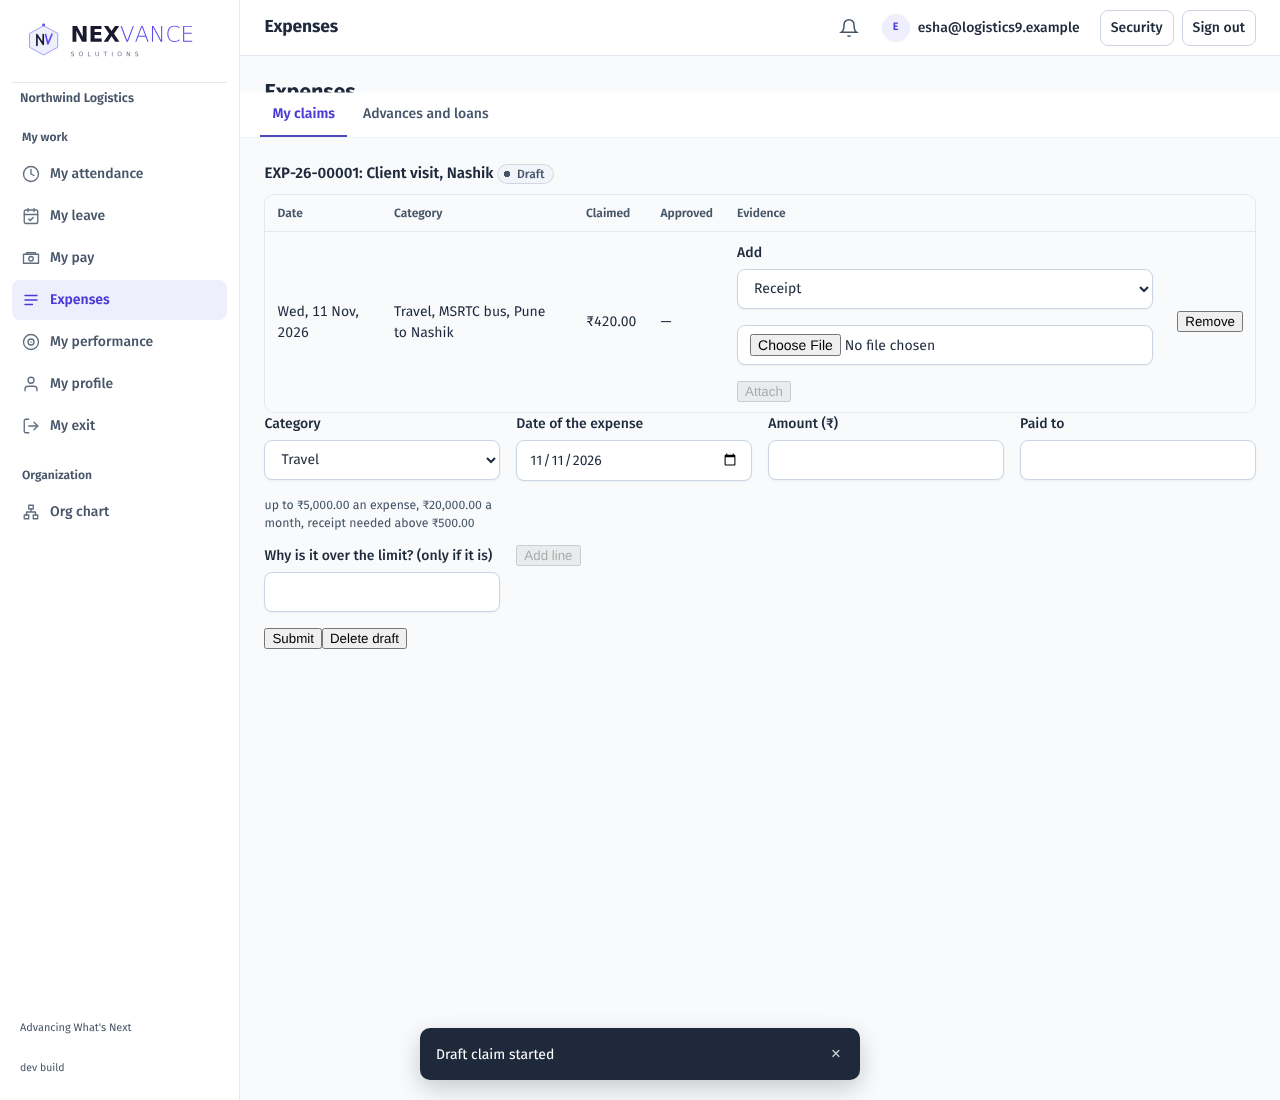 NEXVANCE
SOLUTIONS
Northwind Logistics
My work
My attendance
My leave
My pay
Expenses
My performance
My profile
My exit
Organization
Org chart
Advancing What's Next
dev build
Expenses
E
esha@logistics9.example
Security
Sign out
Expenses
My claims
Advances and loans
EXP-26-00001: Client visit, Nashik
Draft
Date
Category
Claimed
Approved
Evidence
Wed, 11 Nov,
2026
Travel, MSRTC bus, Pune
to Nashik
₹420.00
—
Add
Receipt
Choose File No file chosen
Attach
Remove
Category
Travel
up to ₹5,000.00 an expense, ₹20,000.00 a
month, receipt needed above ₹500.00
Date of the expense
11/11/2026
Amount (₹)
Paid to
Why is it over the limit? (only if it is)
Add line
Submit
Delete draft
Draft claim started
×